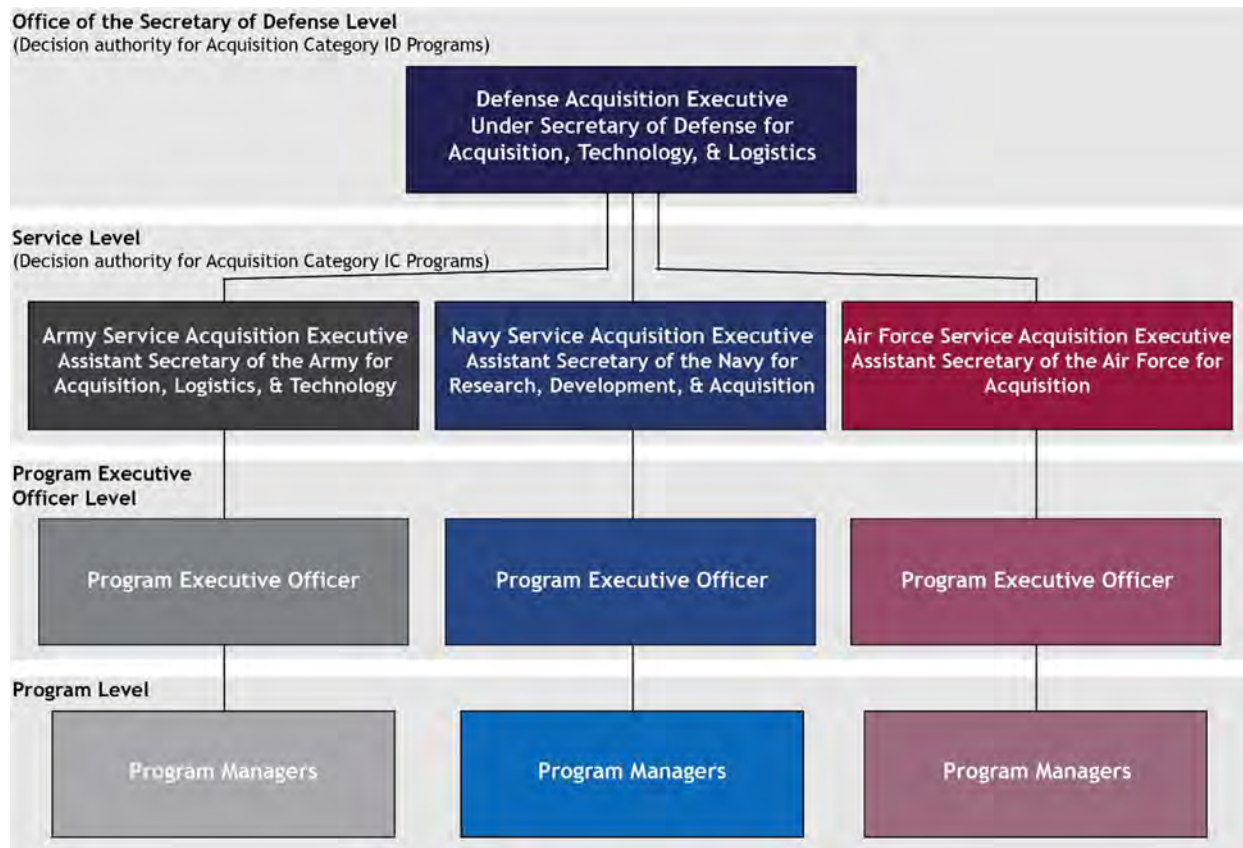 Office of the Secretary of Defense Level
(Decision authority for Acquisition Category ID Programs)
Defense Acquisition Executive
Under Secretary of Defense for
Acquisition, Technology, & Logistics
Service Level
(Decision authority for Acquisition Category IC Programs)
Army Service Acquisition Executive
Assistant Secretary of the Army for
Acquisition, Logistics, & Technology
Navy Service Acquisition Executive
Assistant Secretary of the Navy for
Research, Development, & Acquisition
Air Force Service Acquisition Executive
Assistant Secretary of the Air Force for
Acquisition
Program Executive
Officer Level
Program Executive Officer
Program Executive Officer
Program Executive Officer
Program Level
Program Managers
Program Managers
Program Managers